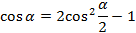 cos α = 2cos² α/2 − 1